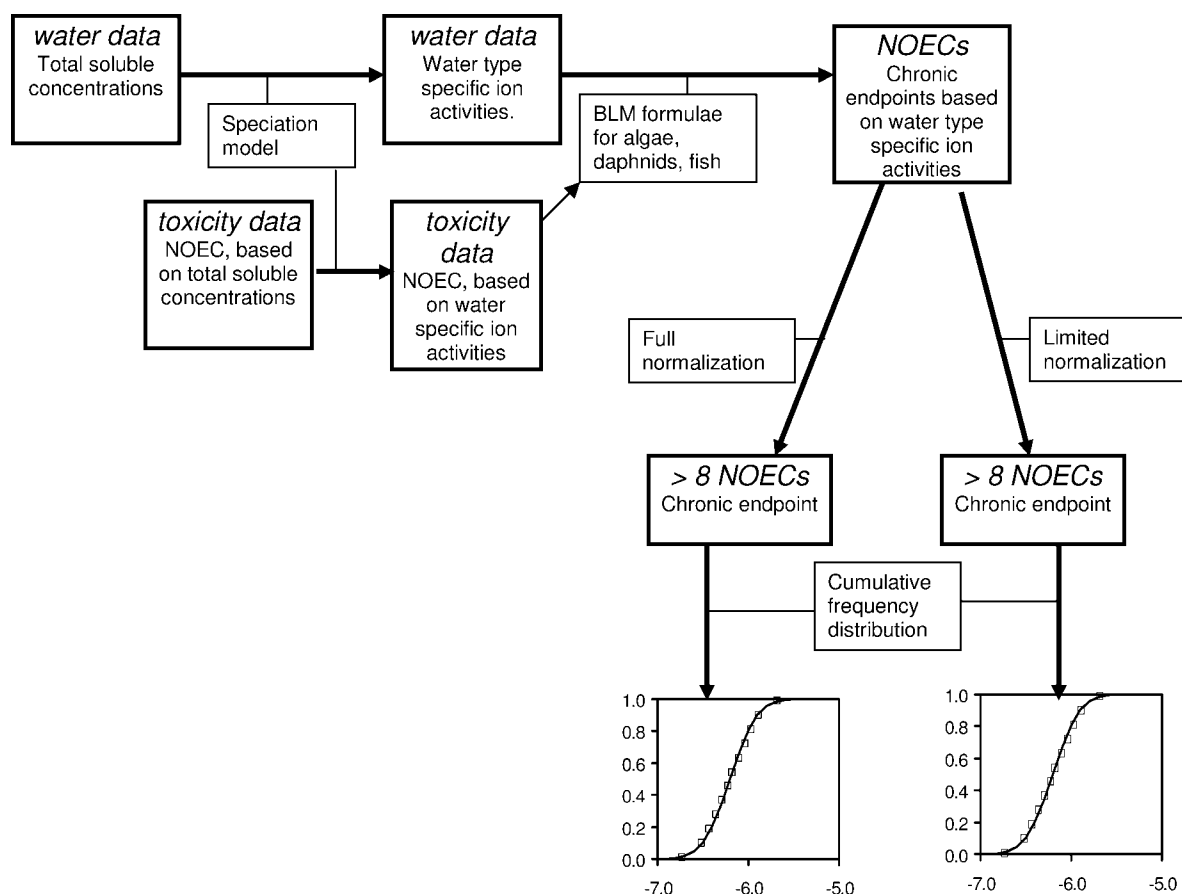 water data
Total soluble
concentrations
water data
Water type
specific ion
activities.
NOECs
Chronic
endpoints based
on water type
specific ion
activities
Speciation
model
BLM formulae
for algae,
daphnids, fish
toxicity data
NOEC, based
on total soluble
concentrations
toxicity
data
NOEC, based
on water
specific ion
activities
Full
normalization
Limited
normalization
> 8 NOECs
Chronic endpoint
> 8 NOECs
Chronic endpoint
Cumulative
frequency
distribution
1.0
0.8
0.6
0.4
0.2
0.0
-7.0 -6.0 -5.0
1.0
0.8
0.6
0.4
0.2
0.0
-7.0 -6.0 -5.0